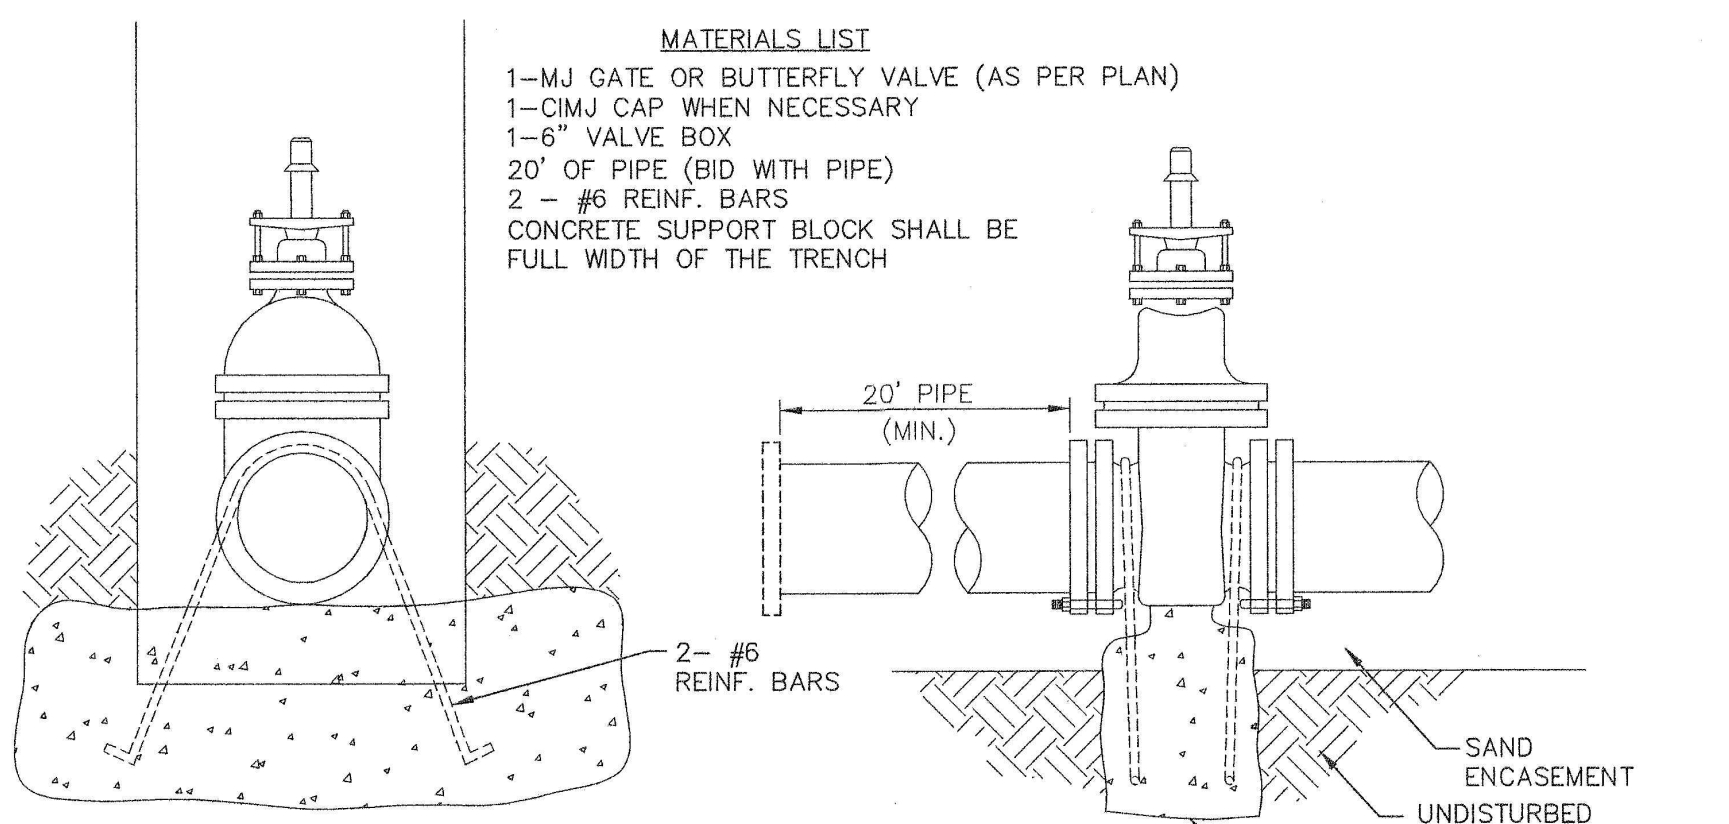 MATERIALS LIST
1-MJ GATE OR BUTTERFLY VALVE (AS PER PLAN)
1-CIMJ CAP WHEN NECESSARY
1-6" VALVE BOX
20' OF PIPE (BID WITH PIPE)
2 - #6 REINF. BARS
CONCRETE SUPPORT BLOCK SHALL BE
FULL WIDTH OF THE TRENCH
20' PIPE
(MIN.)
2- #6
REINF. BARS
SAND
ENCASEMENT
UNDISTURBED